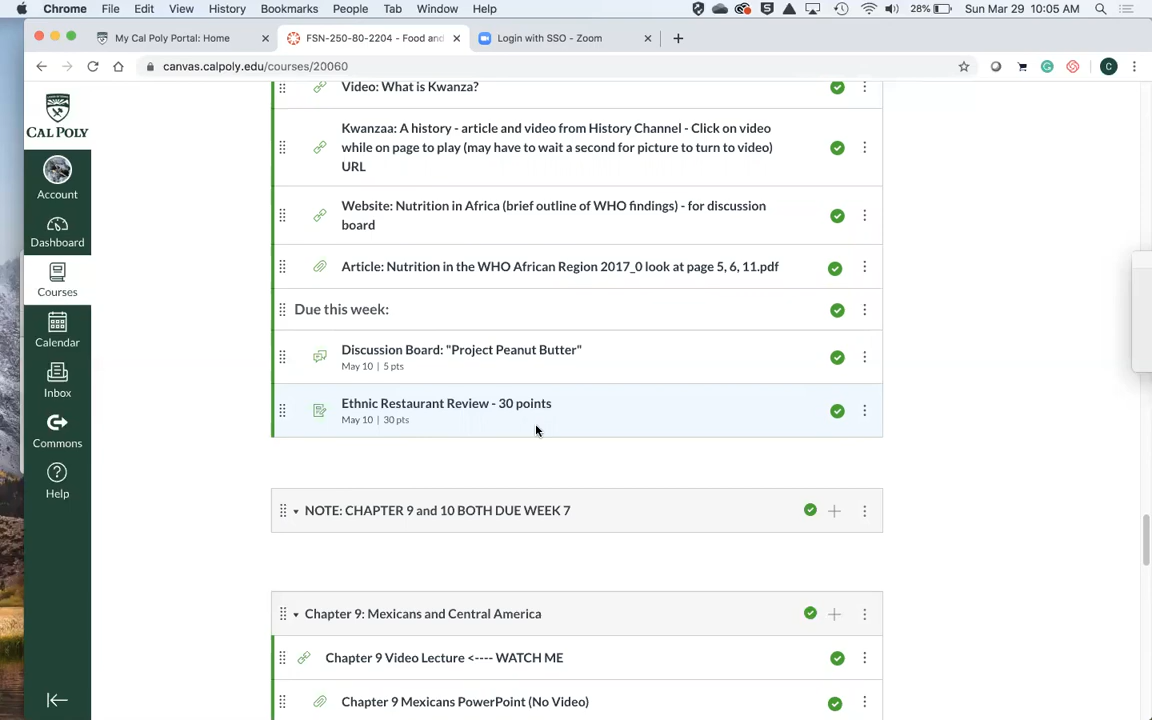 Chrome File Edit View History Bookmarks People Tab Window Help 28% Sun Mar 29 10:05 AM
My Cal Poly Portal: Home × FSN-250-80-2204 - Food and × Login with SSO - Zoom × +
canvas.calpoly.edu/courses/20060 C
CAL POLY
Account
Dashboard
Courses
Calendar
Inbox
Commons
Help
Video: What is Kwanza?
Kwanzaa: A history - article and video from History Channel - Click on video
while on page to play (may have to wait a second for picture to turn to video)
URL
Website: Nutrition in Africa (brief outline of WHO findings) - for discussion
board
Article: Nutrition in the WHO African Region 2017_0 look at page 5, 6, 11.pdf
Due this week:
Discussion Board: "Project Peanut Butter"
May 10 | 5 pts
Ethnic Restaurant Review - 30 points
May 10 | 30 pts
NOTE: CHAPTER 9 and 10 BOTH DUE WEEK 7
Chapter 9: Mexicans and Central America
Chapter 9 Video Lecture <---- WATCH ME
Chapter 9 Mexicans PowerPoint (No Video)